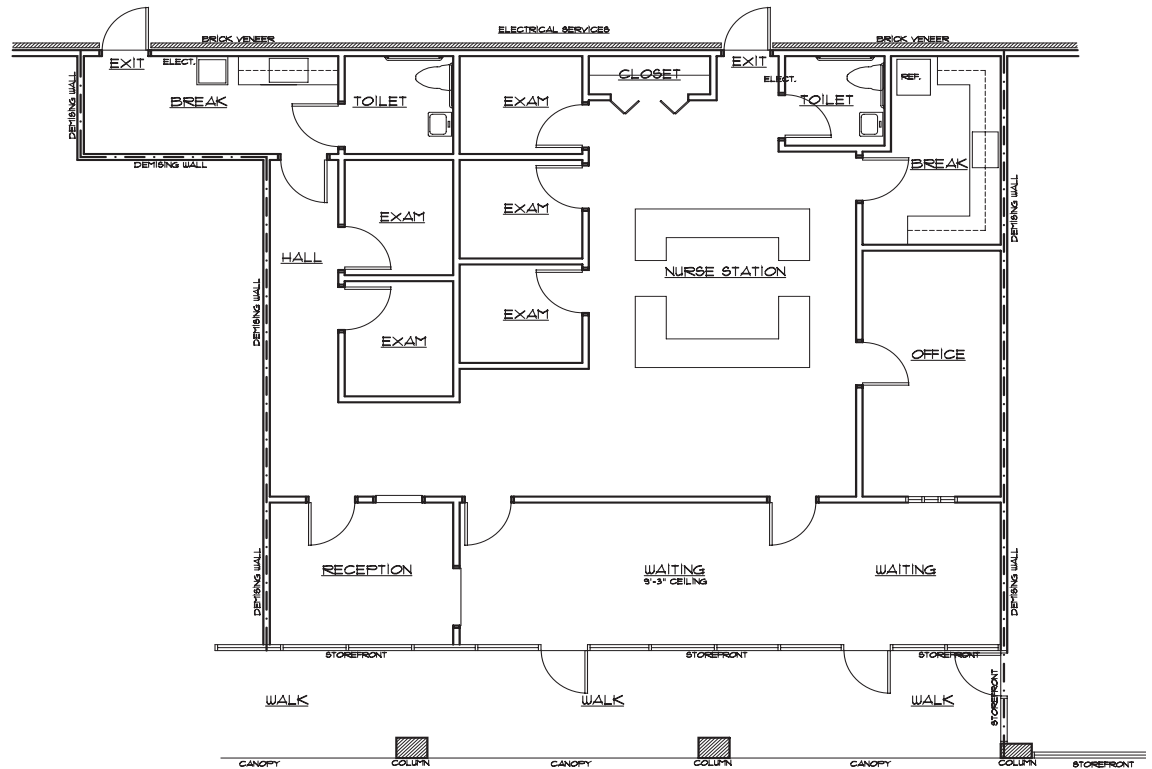 ELECTRICAL SERVICES
BRICK VENEER
BRICK VENEER
EXIT
ELECT.
EXIT
CLOSET
ELECT.
REF.
BREAK
TOILET
EXAM
TOILET
DEMISING WALL
DEMISING WALL
BREAK
EXAM
EXAM
DEMISING WALL
HALL
NURSE STATION
DEMISING WALL
EXAM
EXAM
OFFICE
RECEPTION
WAITING
9'-3" CEILING
WAITING
DEMISING WALL
DEMISING WALL
STOREFRONT
STOREFRONT
STOREFRONT
STOREFRONT
WALK
WALK
WALK
CANOPY
COLUMN
CANOPY
COLUMN
CANOPY
COLUMN
STOREFRONT